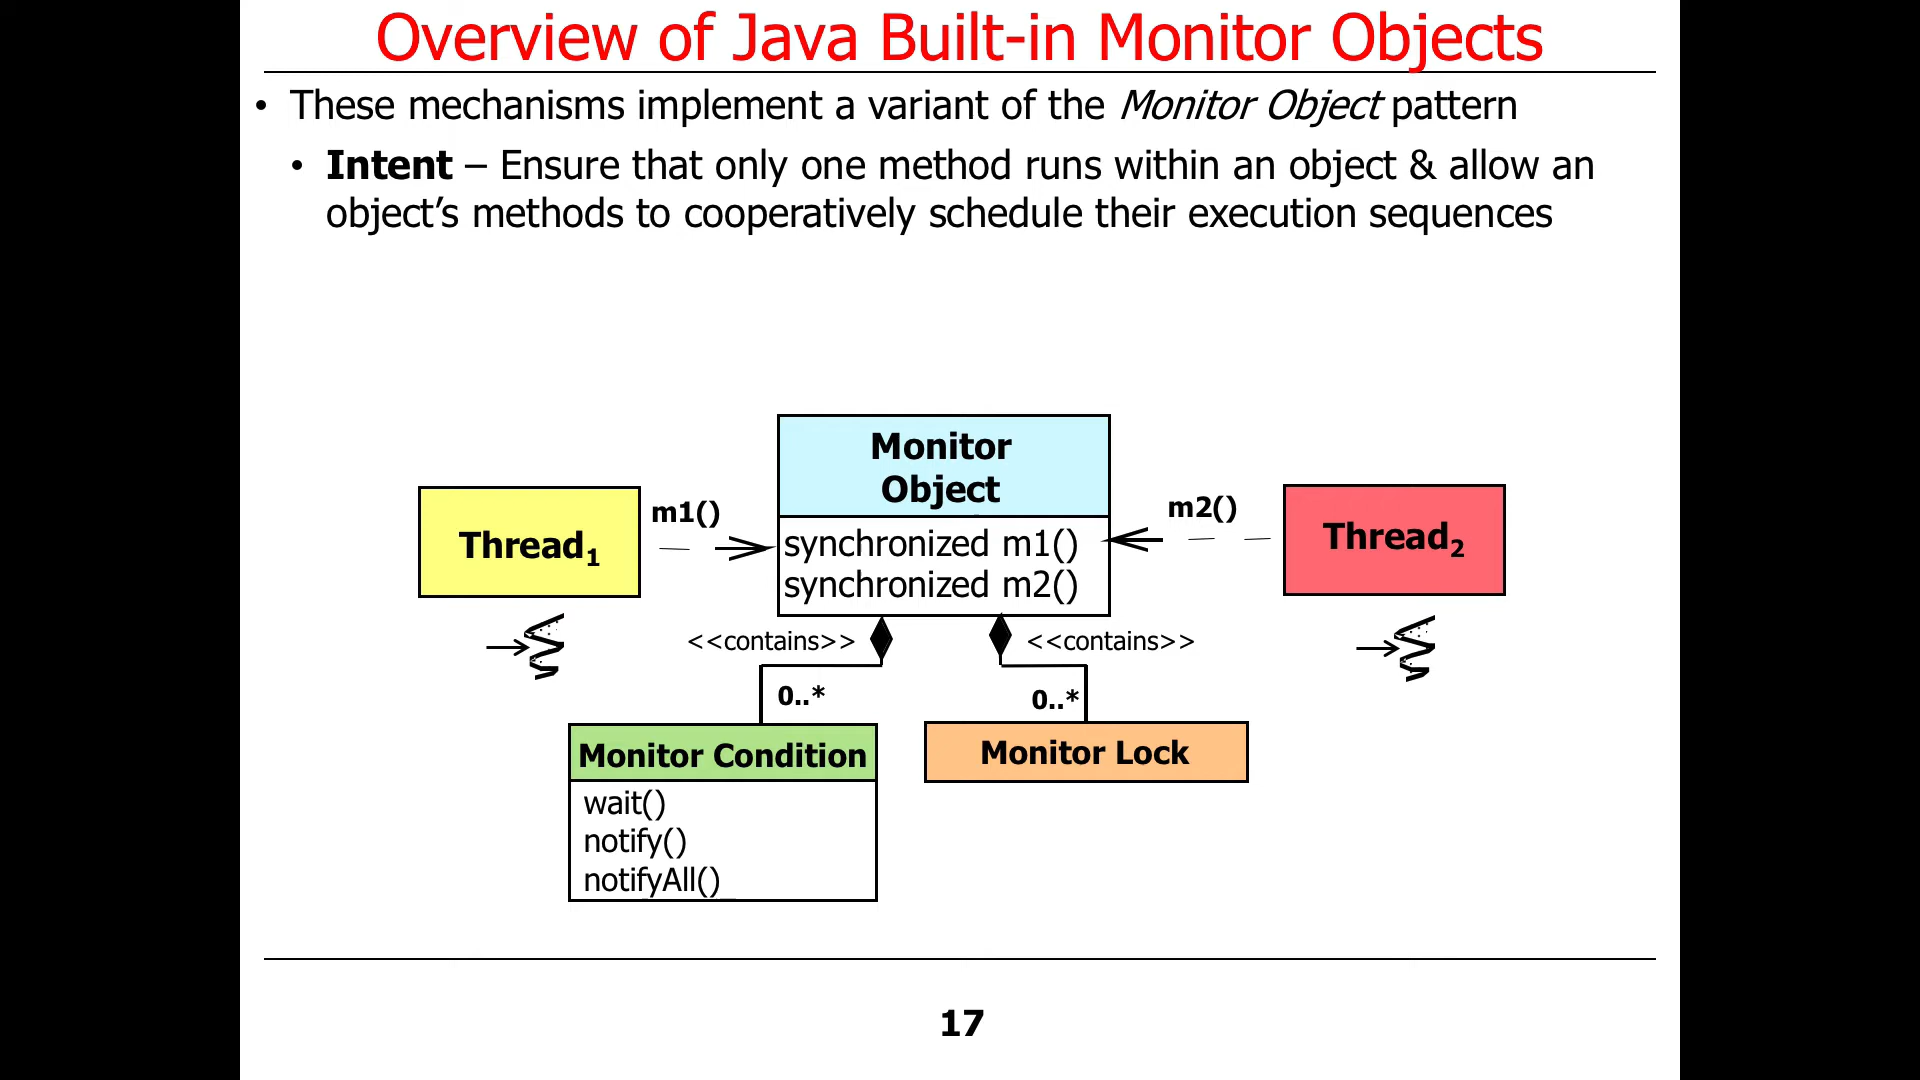 Overview of Java Built-in Monitor Objects
• These mechanisms implement a variant of the Monitor Object pattern
• Intent – Ensure that only one method runs within an object & allow an
object’s methods to cooperatively schedule their execution sequences
Monitor
Object
synchronized m1()
synchronized m2()
Thread1
m1()
m2()
Thread2
<<contains>>
<<contains>>
0..*
0..*
Monitor Condition
wait()
notify()
notifyAll()
Monitor Lock
17